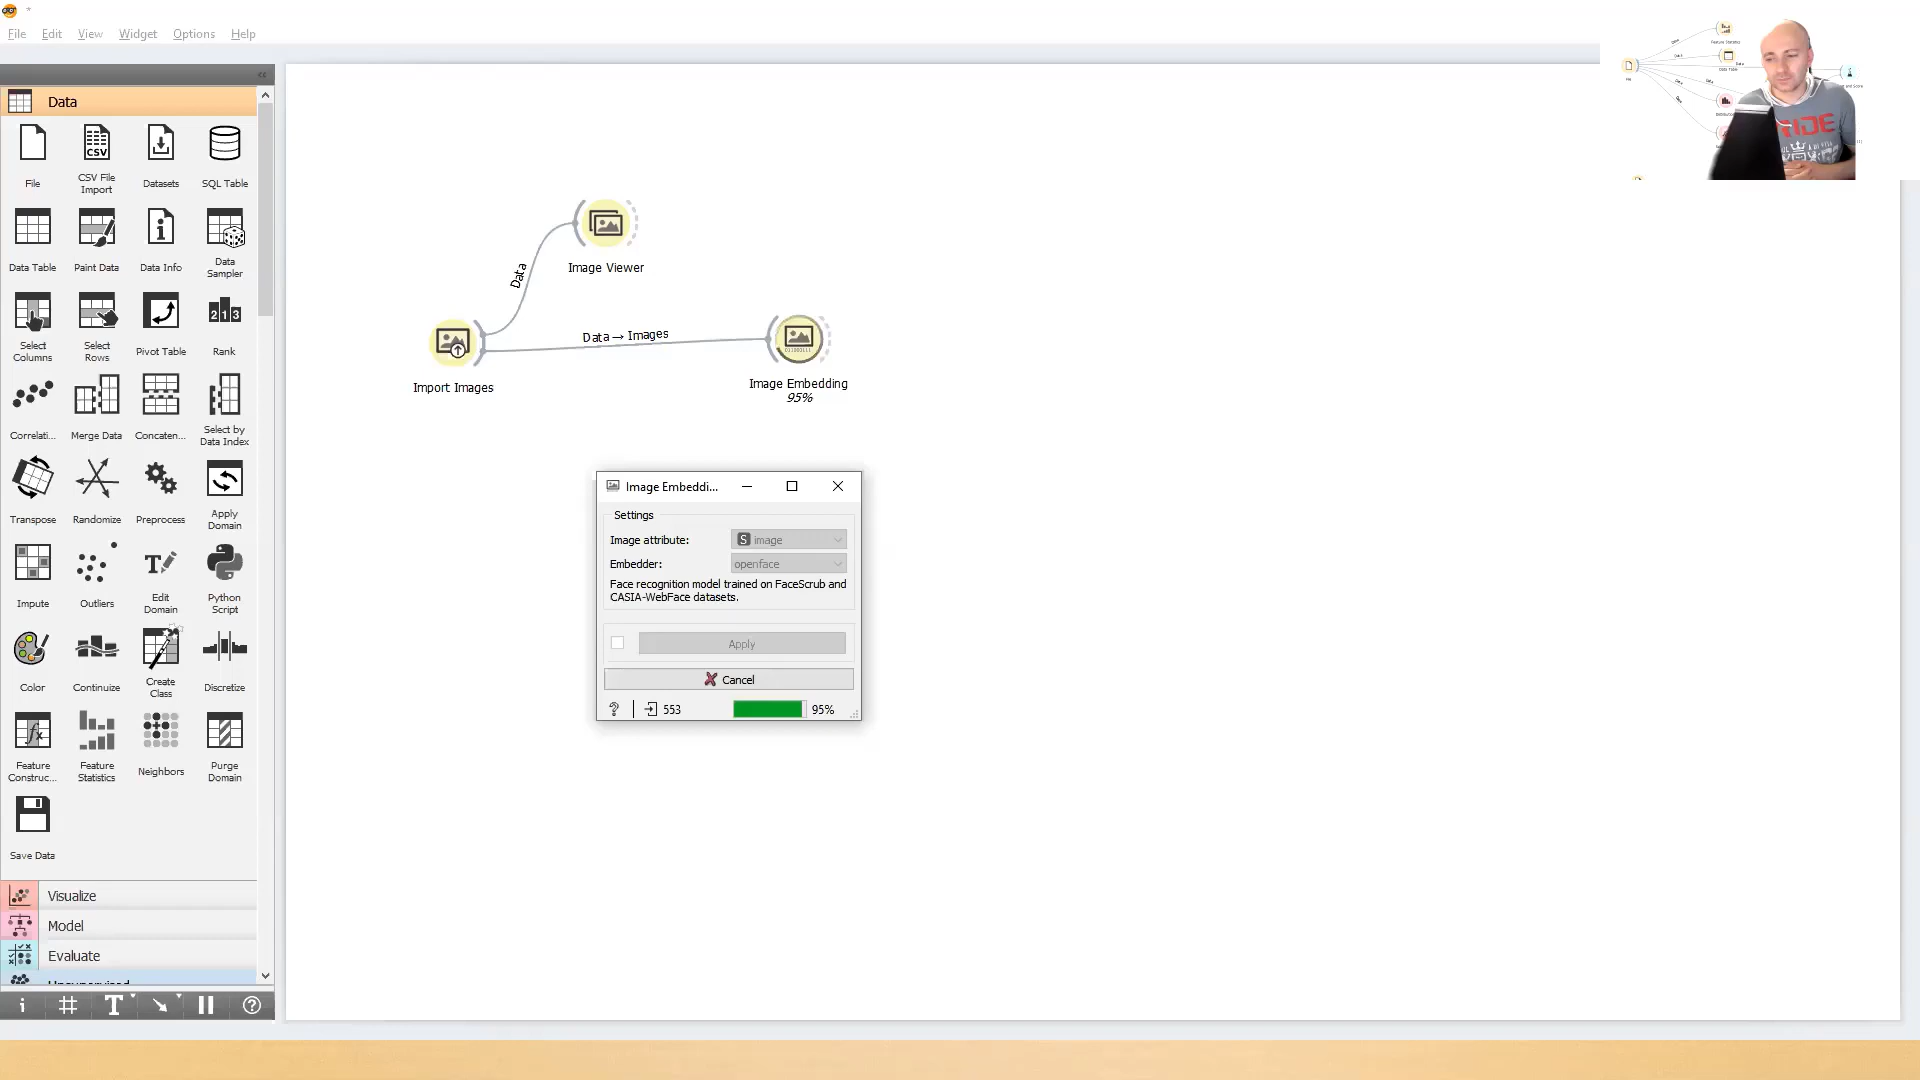 File Edit View Widget Options Help
Data
File
CSV File
Import
Datasets
SQL Table
Data Table
Paint Data
Data Info
Data
Sampler
Select
Columns
Select
Rows
Pivot Table
Rank
Correlati...
Merge Data
Concaten...
Select by
Data Index
Transpose
Randomize
Preprocess
Apply
Domain
Impute
Outliers
Edit
Domain
Python
Script
Color
Continuize
Create
Class
Discretize
Feature
Construc...
Feature
Statistics
Neighbors
Purge
Domain
Save Data
Visualize
Model
Evaluate
Unsupervised
Data
Image Viewer
Data → Images
Import Images
Image Embedding
95%
Image Embeddi...
Settings
Image attribute:
S image
Embedder:
openface
Face recognition model trained on FaceScrub and
CASIA-WebFace datasets.
Apply
Cancel
? 553 95%
Feature Statistics
Data Table